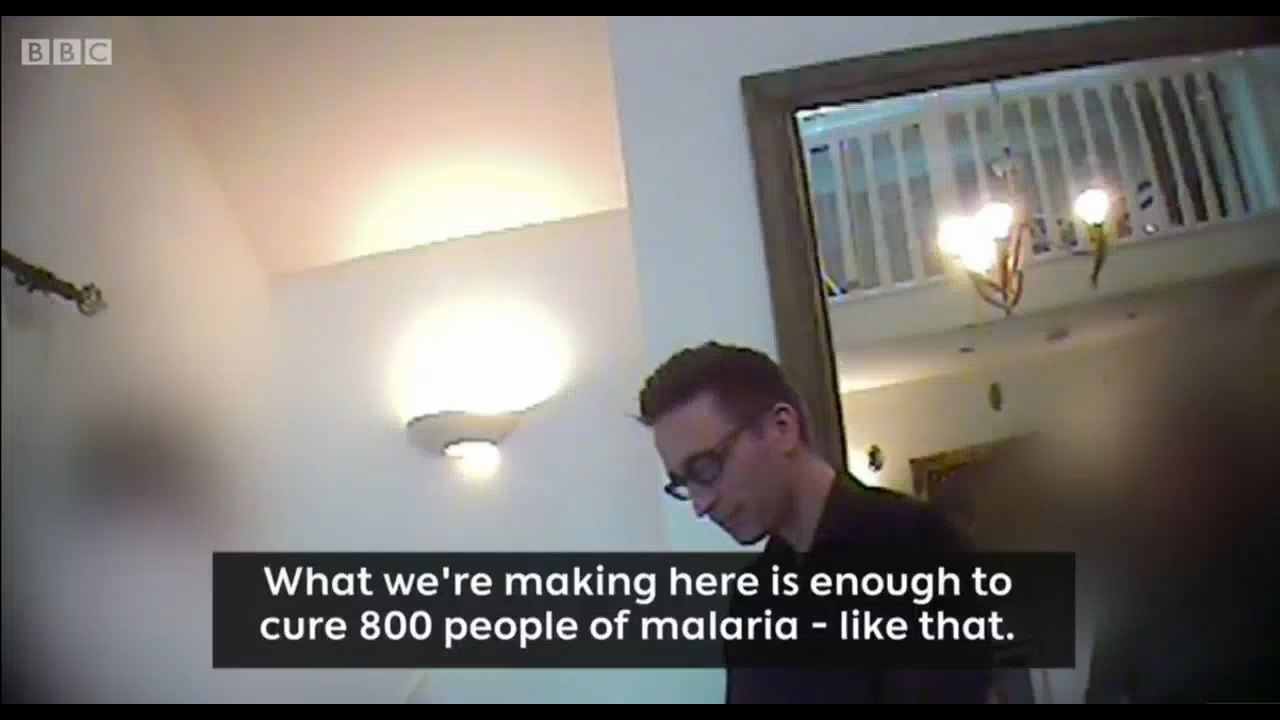 BBC
What we're making here is enough to
cure 800 people of malaria - like that.